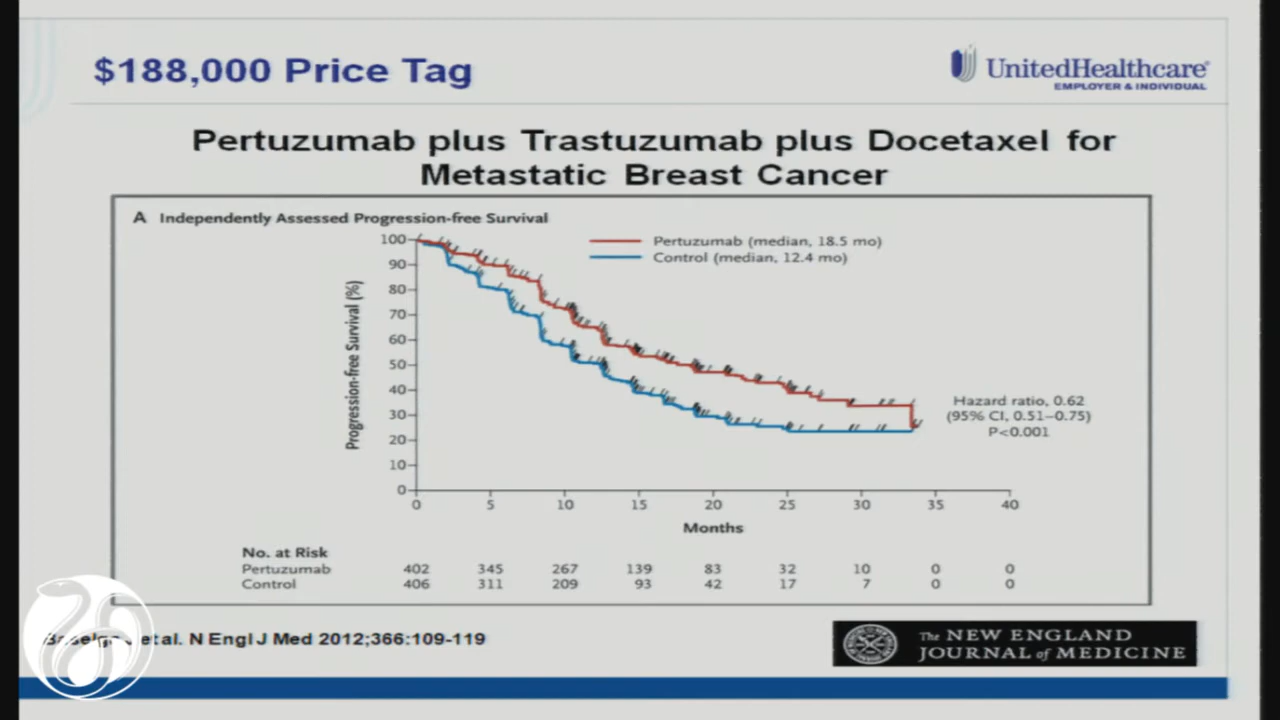 $188,000 Price Tag
UnitedHealthcare®
EMPLOYER & INDIVIDUAL
Pertuzumab plus Trastuzumab plus Docetaxel for
Metastatic Breast Cancer
A Independently Assessed Progression-free Survival
Pertuzumab (median, 18.5 mo)
Control (median, 12.4 mo)
Progression-free Survival (%)
100
90
80
70
60
50
40
30
20
10
0
Hazard ratio, 0.62
(95% CI, 0.51–0.75)
P<0.001
0 5 10 15 20 25 30 35 40
Months
No. at Risk
Pertuzumab 402 345 267 139 83 32 10 0 0
Control 406 311 209 93 42 17 7 0 0
et al. N Engl J Med 2012;366:109-119
The NEW ENGLAND
JOURNAL of MEDICINE